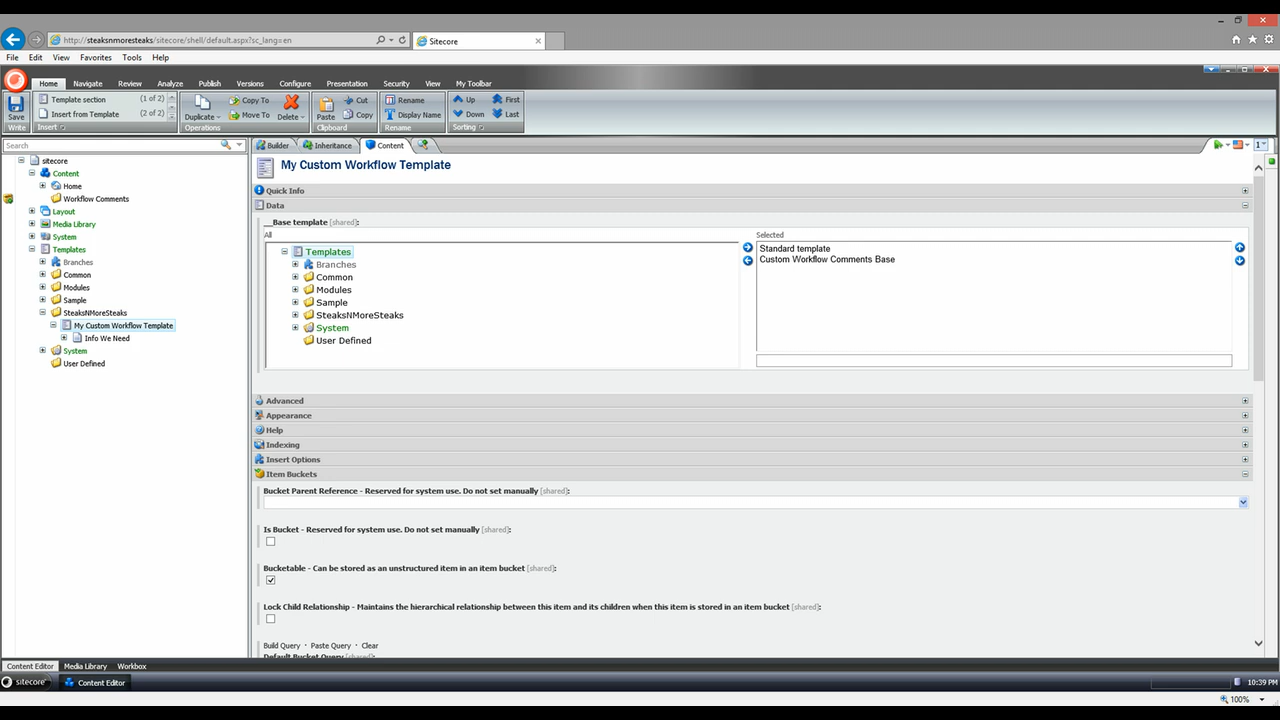 http://steaksnmoresteaks/sitecore/shell/default.aspx?sc_lang=en
Sitecore
File Edit View Favorites Tools Help
Home Navigate Review Analyze Publish Versions Configure Presentation Security View My Toolbar
Template section (1 of 2)
Insert from Template (2 of 2)
Save
Write
Insert
Duplicate
Copy To
Move To
Delete
Operations
Paste
Cut
Copy
Clipboard
Rename
Display Name
Rename
Up
Down
First
Last
Sorting
Search
Builder Inheritance Content
1
sitecore
Content
Home
Workflow Comments
Layout
Media Library
System
Templates
Branches
Common
Modules
Sample
SteaksNMoreSteaks
My Custom Workflow Template
Info We Need
System
User Defined
My Custom Workflow Template
Quick Info
Data
__Base template [shared]:
All
Selected
Templates
Branches
Common
Modules
Sample
SteaksNMoreSteaks
System
User Defined
Standard template
Custom Workflow Comments Base
Advanced
Appearance
Help
Indexing
Insert Options
Item Buckets
Bucket Parent Reference - Reserved for system use. Do not set manually [shared]:
Is Bucket - Reserved for system use. Do not set manually [shared]:
Bucketable - Can be stored as an unstructured item in an item bucket [shared]:
Lock Child Relationship - Maintains the hierarchical relationship between this item and its children when this item is stored in an item bucket [shared]:
Build Query · Paste Query · Clear
Default Bucket Query [shared]:
Content Editor Media Library Workbox
sitecore Content Editor 10:39 PM
100%